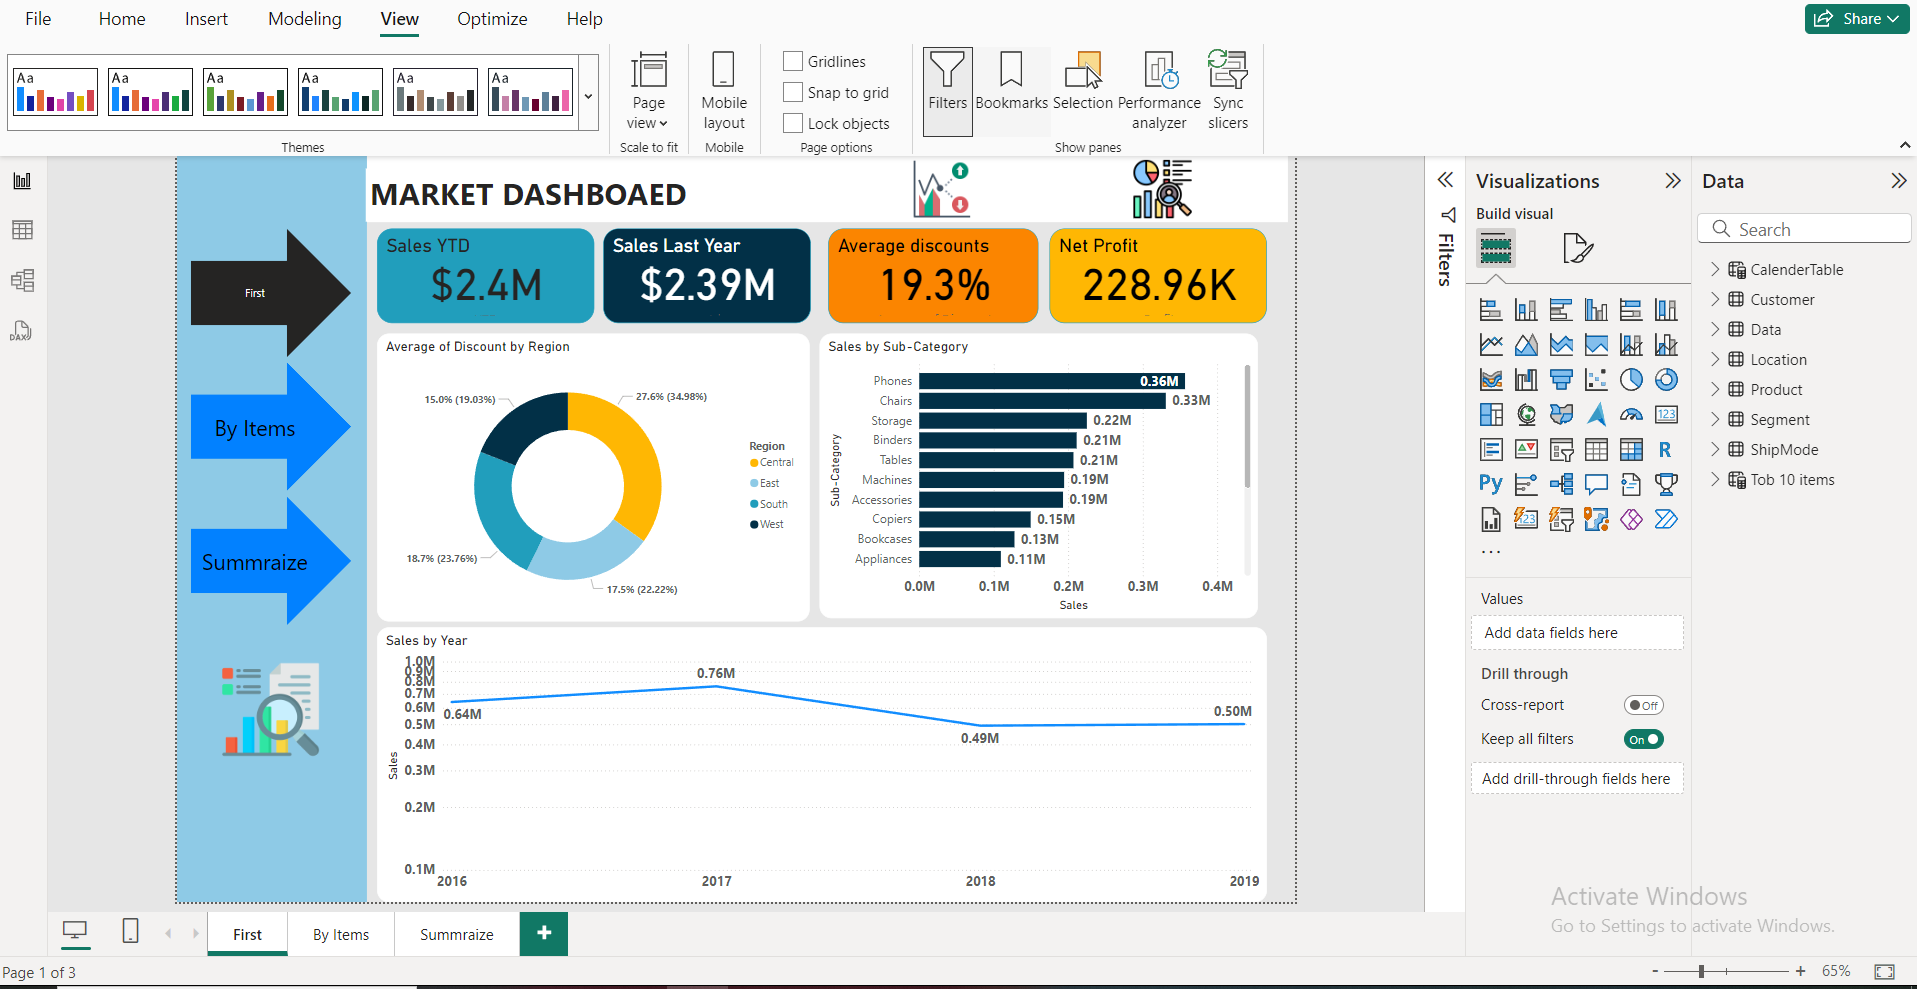 File Home Insert Modeling View Optimize Help Share
Aa Aa Aa Aa Aa Aa
Page view
Mobile layout
Gridlines
Snap to grid
Lock objects
Filters Bookmarks Selection Performance analyzer Sync slicers
Themes Scale to fit Mobile Page options Show panes
MARKET DASHBOAED
First
By Items
Summraize
Sales YTD
$2.4M
Sales Last Year
$2.39M
Average discounts
19.3%
Net Profit
228.96K
Average of Discount by Region
15.0% (19.03%)
27.6% (34.98%)
18.7% (23.76%)
17.5% (22.22%)
Region
Central
East
South
West
Sales by Sub-Category
Sub-Category
Phones 0.36M
Chairs 0.33M
Storage 0.22M
Binders 0.21M
Tables 0.21M
Machines 0.19M
Accessories 0.19M
Copiers 0.15M
Bookcases 0.13M
Appliances 0.11M
0.0M 0.1M 0.2M 0.3M 0.4M
Sales
Sales by Year
Sales
1.0M
0.9M
0.8M
0.7M
0.6M
0.5M
0.4M
0.3M
0.2M
0.1M
0.64M
0.76M
0.49M
0.50M
2016 2017 2018 2019
Filters
Visualizations
Build visual
123
R
Py
123
...
Values
Add data fields here
Drill through
Cross-report Off
Keep all filters On
Add drill-through fields here
Data
Search
CalenderTable
Customer
Data
Location
Product
Segment
ShipMode
Tob 10 items
DAX
Activate Windows
Go to Settings to activate Windows.
First By Items Summraize +
Page 1 of 3
- + 65%